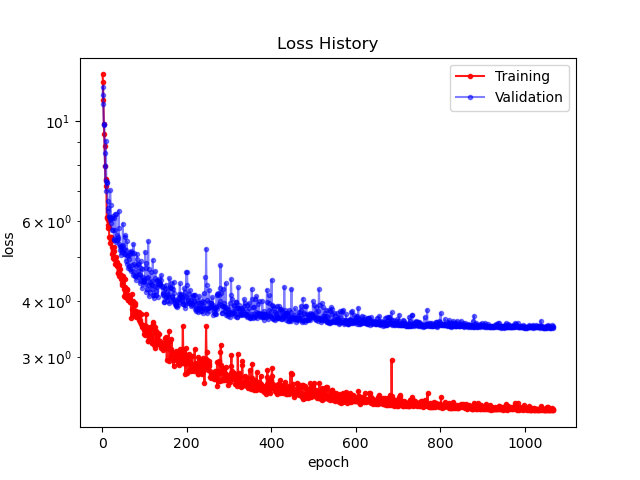 Loss History
Training
Validation
10¹
6 × 10⁰
4 × 10⁰
3 × 10⁰
loss
0 200 400 600 800 1000
epoch